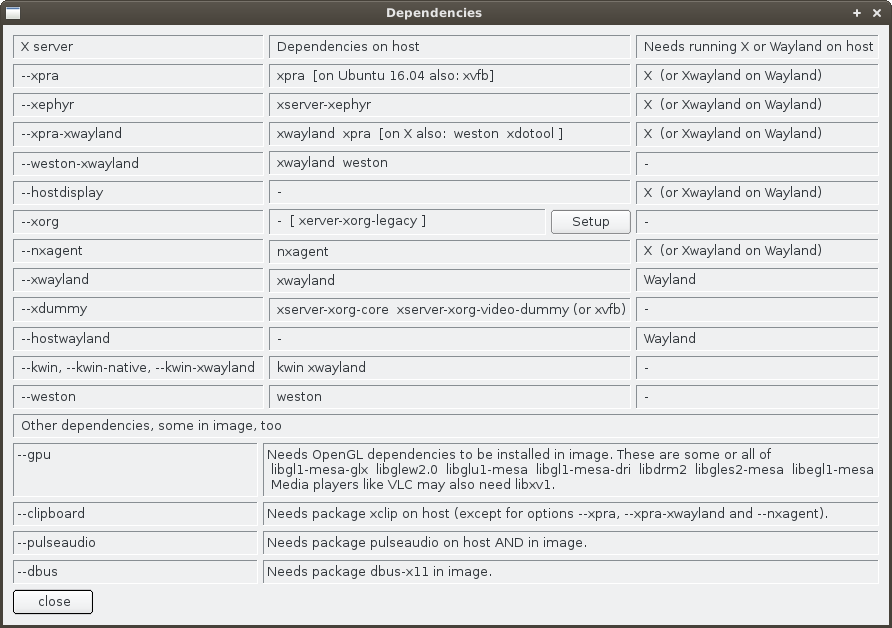 Dependencies
X server Dependencies on host Needs running X or Wayland on host
--xpra xpra [on Ubuntu 16.04 also: xvfb] X (or Xwayland on Wayland)
--xephyr xserver-xephyr X (or Xwayland on Wayland)
--xpra-xwayland xwayland xpra [on X also: weston xdotool ] X (or Xwayland on Wayland)
--weston-xwayland xwayland weston -
--hostdisplay - X (or Xwayland on Wayland)
--xorg - [ xerver-xorg-legacy ] Setup -
--nxagent nxagent X (or Xwayland on Wayland)
--xwayland xwayland Wayland
--xdummy xserver-xorg-core xserver-xorg-video-dummy (or xvfb) -
--hostwayland - Wayland
--kwin, --kwin-native, --kwin-xwayland kwin xwayland -
--weston weston -
Other dependencies, some in image, too
--gpu Needs OpenGL dependencies to be installed in image. These are some or all of
libgl1-mesa-glx libglew2.0 libglu1-mesa libgl1-mesa-dri libdrm2 libgles2-mesa libegl1-mesa
Media players like VLC may also need libxv1.
--clipboard Needs package xclip on host (except for options --xpra, --xpra-xwayland and --nxagent).
--pulseaudio Needs package pulseaudio on host AND in image.
--dbus Needs package dbus-x11 in image.
close